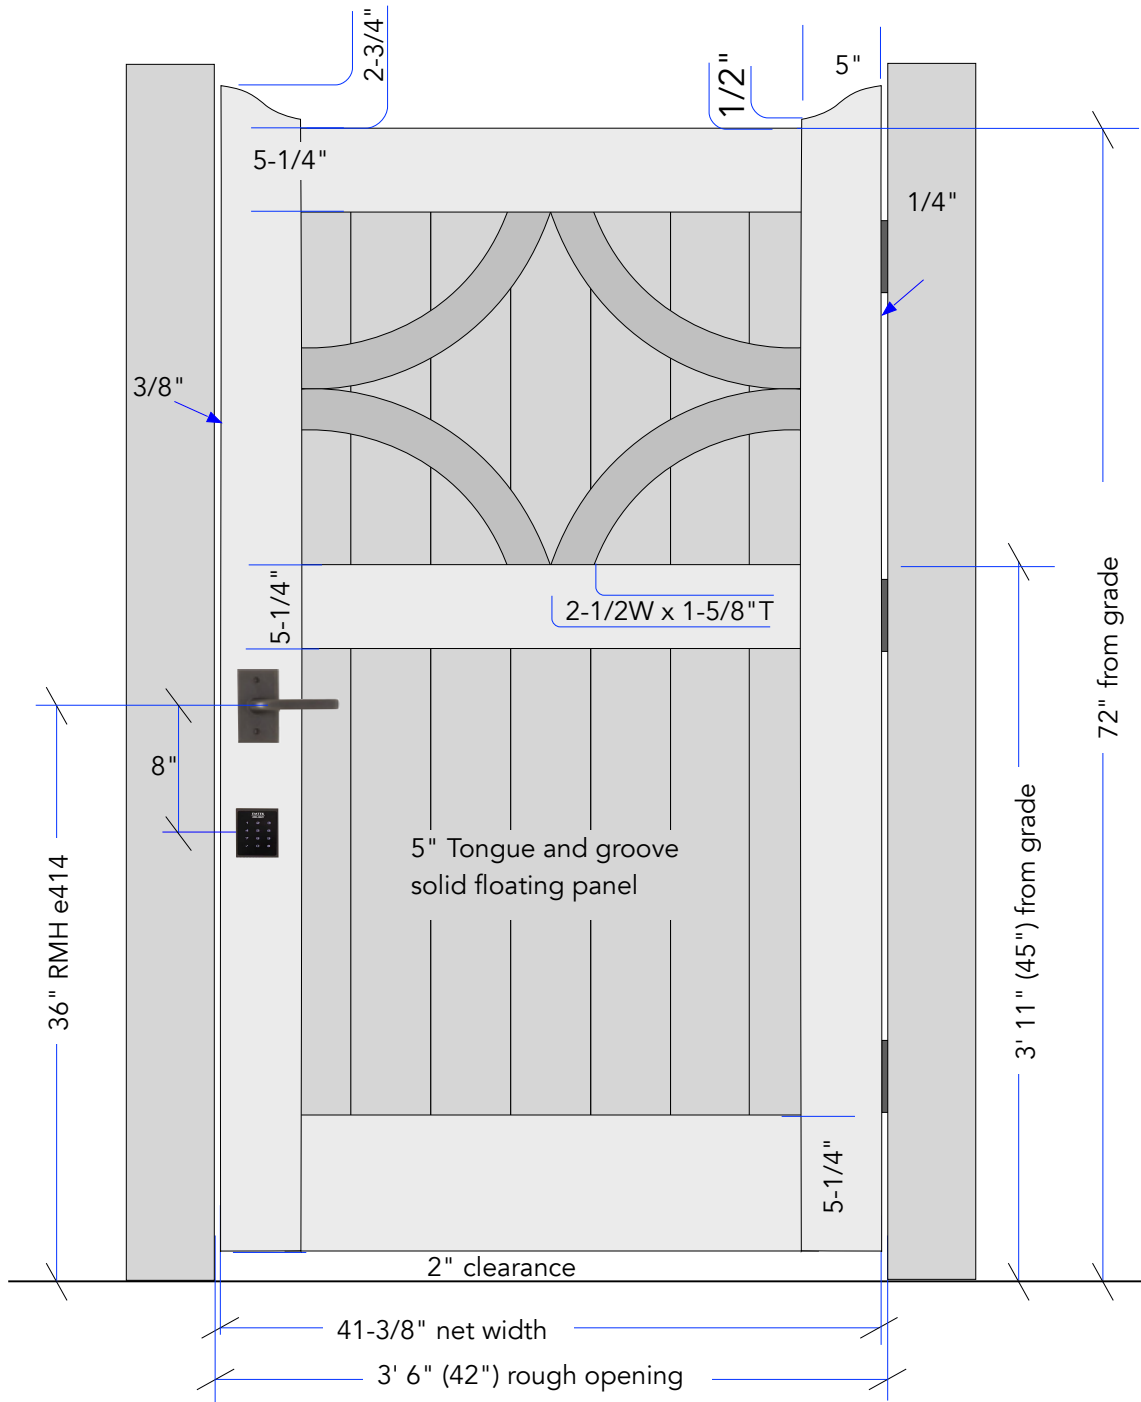 2-3/4"
1/2"
5"
5-1/4"
1/4"
3/8"
5-1/4"
2-1/2W x 1-5/8"T
72" from grade
8"
5" Tongue and groove
solid floating panel
3' 11" (45") from grade
36" RMH e414
5-1/4"
2" clearance
41-3/8" net width
3' 6" (42") rough opening